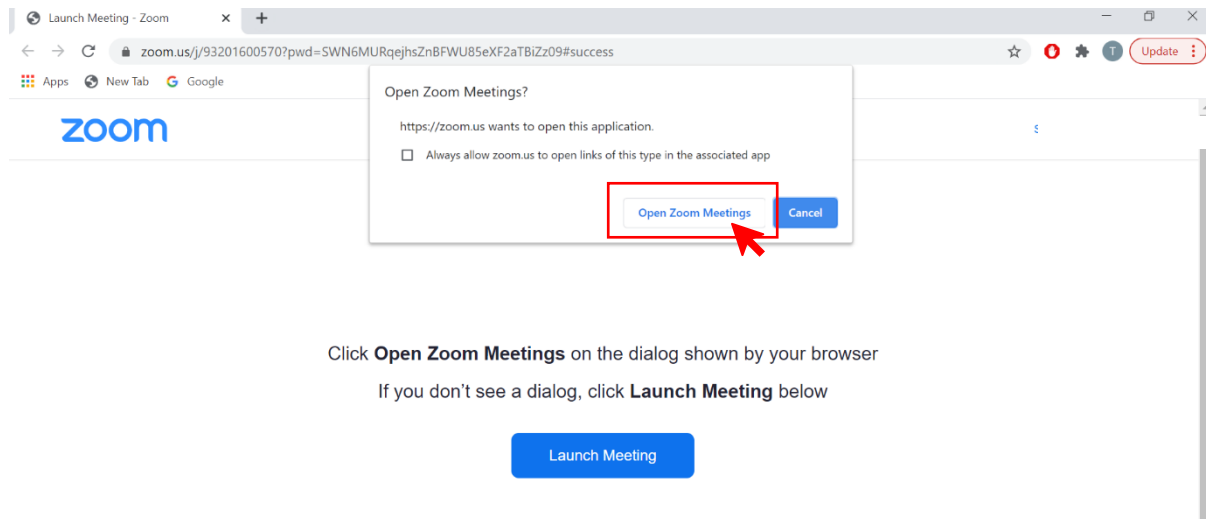 Launch Meeting - Zoom
zoom.us/j/93201600570?pwd=SWN6MURqejhsZnBFWU85eXF2aTBiZz09#success
T
Update
Apps New Tab G Google
Open Zoom Meetings?
zoom
https://zoom.us wants to open this application.
Always allow zoom.us to open links of this type in the associated app
Open Zoom Meetings Cancel
Click Open Zoom Meetings on the dialog shown by your browser
If you don’t see a dialog, click Launch Meeting below
Launch Meeting